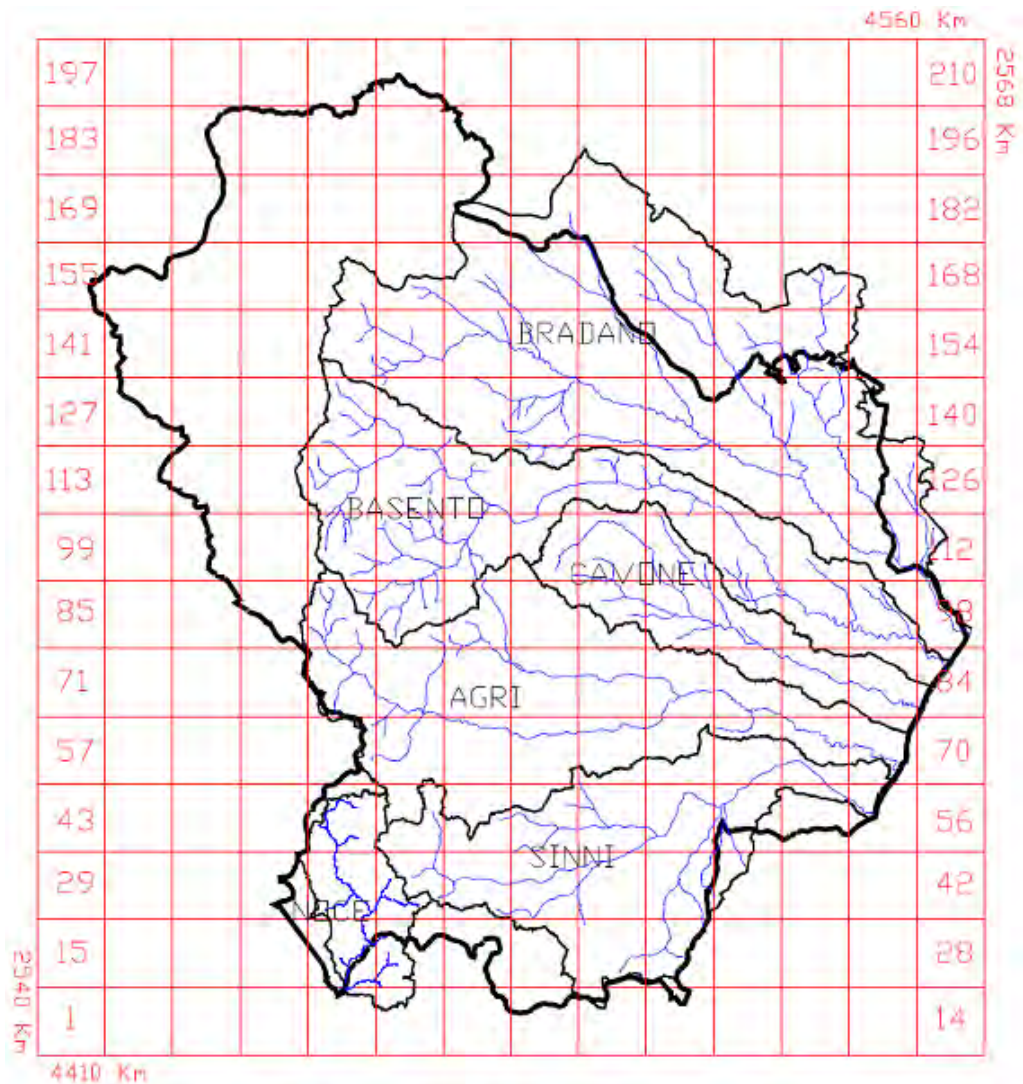 4560 Km
197 210
2568 Km
183 196
169 182
155 168
141 BRADANO 154
127 140
113 126
BASENTO
99 CAVONE 112
85 98
71 AGRI 84
57 70
43 56
SINNI
29 42
NOCE
15 28
2540 Km
1 14
4410 Km